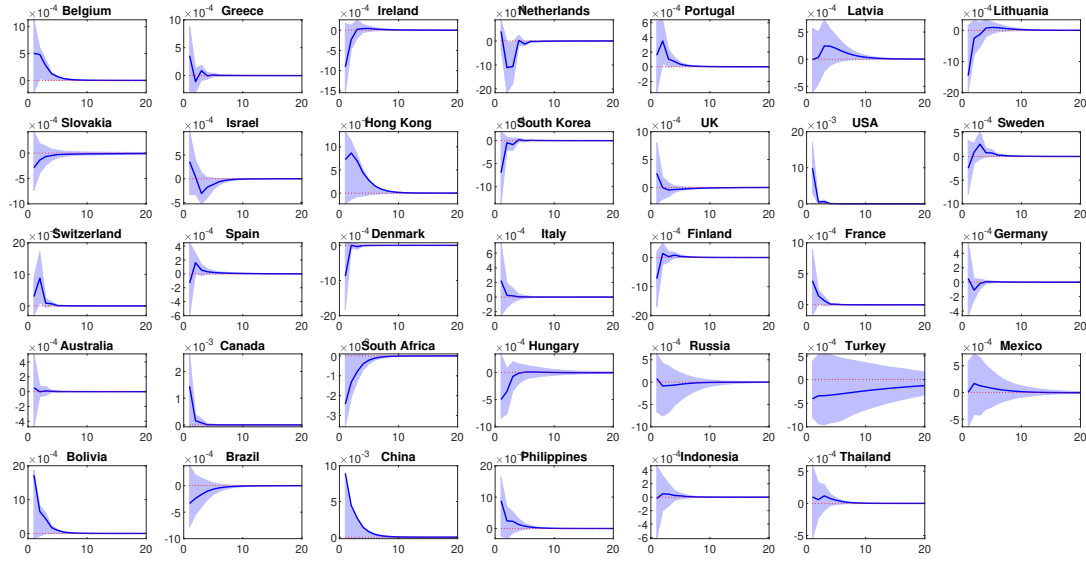 ×10⁻⁴ Belgium
10
5
0
0 10 20
×10⁻⁴ Greece
5
0
0 10 20
×10⁻⁴ Ireland
0
-5
-10
-15
0 10 20
Netherlands
0
-10
-20
0 10 20
×10⁻⁴ Portugal
6
4
2
0
-2
0 10 20
×10⁻⁴ Latvia
5
0
-5
0 10 20
×10⁻⁴ Lithuania
0
-10
-20
0 10 20
×10⁻⁴ Slovakia
5
0
-5
-10
0 10 20
×10⁻⁴ Israel
5
0
-5
0 10 20
Hong Kong
10
5
0
0 10 20
South Korea
0
-5
-10
0 10 20
×10⁻⁴ UK
10
5
0
-5
0 10 20
×10⁻³ USA
20
10
0
0 10 20
×10⁻⁴ Sweden
5
0
-5
-10
0 10 20
Switzerland
20
10
0
0 10 20
×10⁻⁴ Spain
4
2
0
-2
-4
-6
0 10 20
×10⁻⁴ Denmark
0
-10
-20
0 10 20
×10⁻⁴ Italy
6
4
2
0
-2
0 10 20
×10⁻⁴ Finland
10
0
-10
0 10 20
×10⁻⁴ France
10
5
0
0 10 20
×10⁻⁴ Germany
4
2
0
-2
-4
0 10 20
×10⁻⁴ Australia
4
2
0
-2
-4
0 10 20
×10⁻³ Canada
3
2
1
0
0 10 20
South Africa
0
-1
-2
-3
0 10 20
×10⁻⁴ Hungary
5
0
-5
-10
0 10 20
×10⁻⁴ Russia
5
0
-5
-10
0 10 20
×10⁻⁴ Turkey
5
0
-5
-10
0 10 20
×10⁻⁴ Mexico
5
0
-5
0 10 20
×10⁻⁴ Bolivia
20
10
0
0 10 20
×10⁻⁴ Brazil
5
0
-5
-10
0 10 20
×10⁻³ China
10
5
0
0 10 20
Philippines
20
10
0
0 10 20
×10⁻⁴ Indonesia
4
2
0
-2
-4
-6
0 10 20
×10⁻⁴ Thailand
5
0
-5
0 10 20